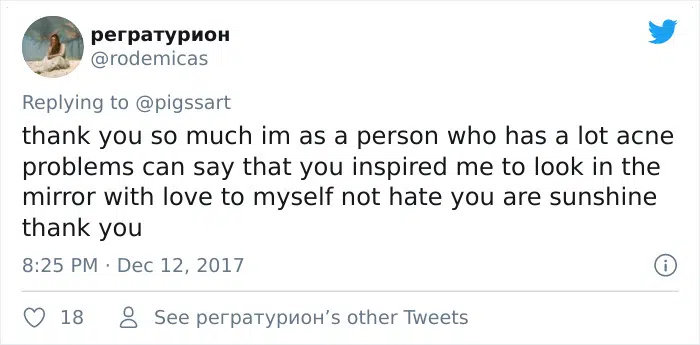 регратурион
@rodemicas
Replying to @pigssart
thank you so much im as a person who has a lot acne
problems can say that you inspired me to look in the
mirror with love to myself not hate you are sunshine
thank you
8:25 PM · Dec 12, 2017
18 See регратурион’s other Tweets